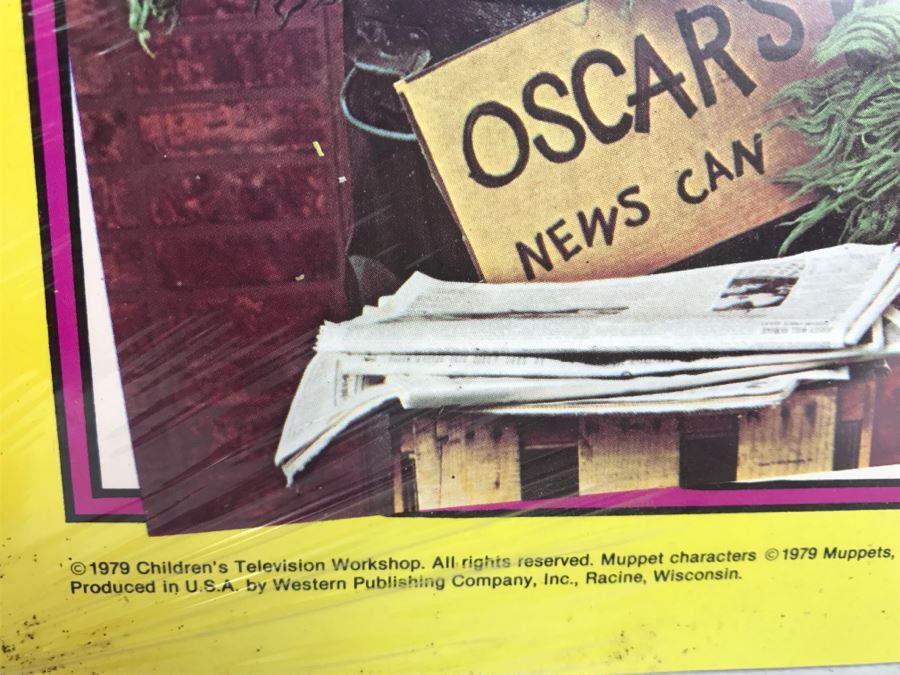 OSCAR'S
NEWS CAN
©1979 Children's Television Workshop. All rights reserved. Muppet characters ©1979 Muppets,
Produced in U.S.A. by Western Publishing Company, Inc., Racine, Wisconsin.